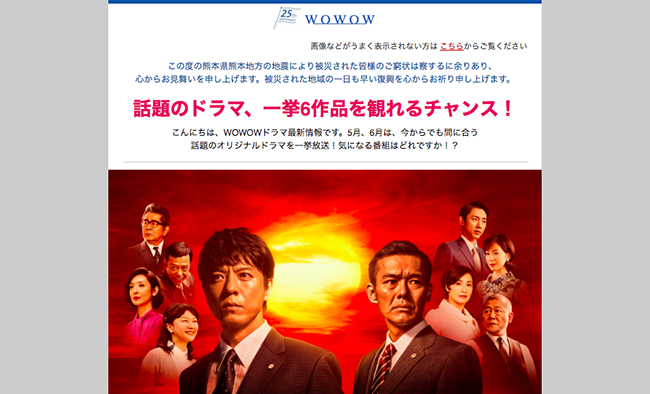 25th
WOWOW
画像などがうまく表示されない方は こちらからご覧ください
この度の熊本県熊本地方の地震により被災された皆様のご窮状は察するに余りあり、
心からお見舞いを申し上げます。被災された地域の一日も早い復興を心からお祈り申し上げます。
話題のドラマ、一挙6作品を観れるチャンス！
こんにちは、WOWOWドラマ最新情報です。5月、6月は、今からでも間に合う
話題のオリジナルドラマを一挙放送！気になる番組はどれですか！？